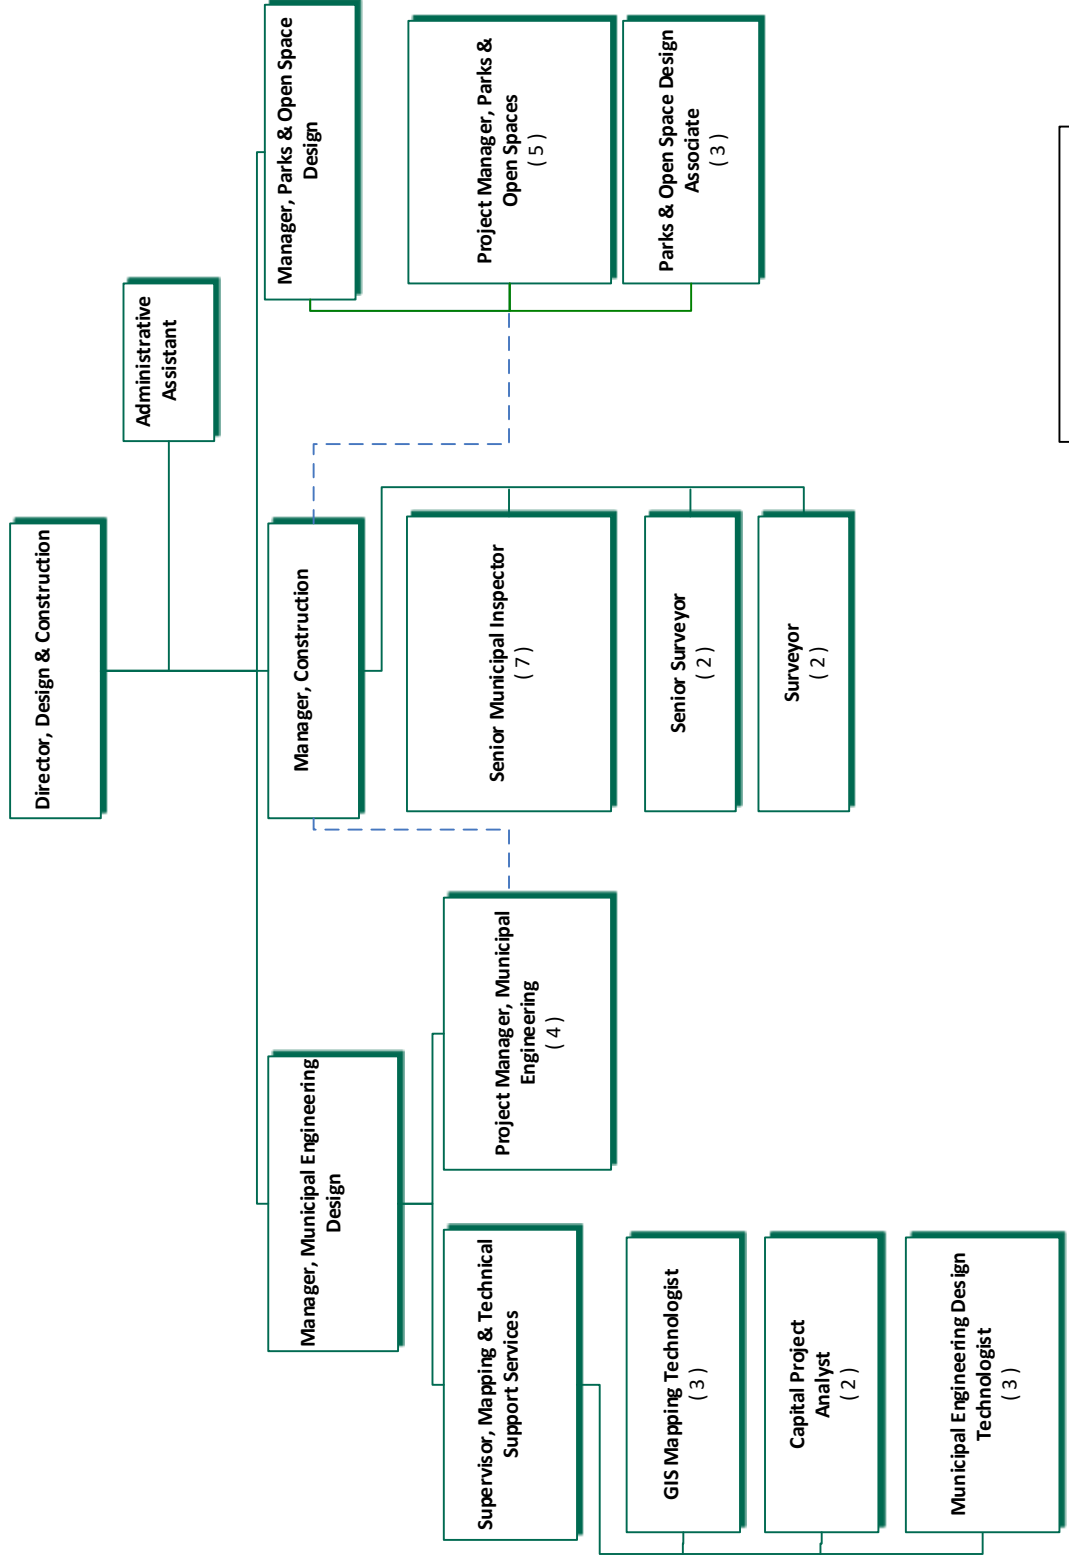 Director, Design & Construction
Administrative
Assistant
Manager, Municipal Engineering
Design
Manager, Construction
Manager, Parks & Open Space
Design
Supervisor, Mapping & Technical
Support Services
Project Manager, Municipal
Engineering
( 4 )
Senior Municipal Inspector
( 7 )
Project Manager, Parks &
Open Spaces
( 5 )
GIS Mapping Technologist
( 3 )
Senior Surveyor
( 2 )
Parks & Open Space Design
Associate
( 3 )
Capital Project
Analyst
( 2 )
Surveyor
( 2 )
Municipal Engineering Design
Technologist
( 3 )